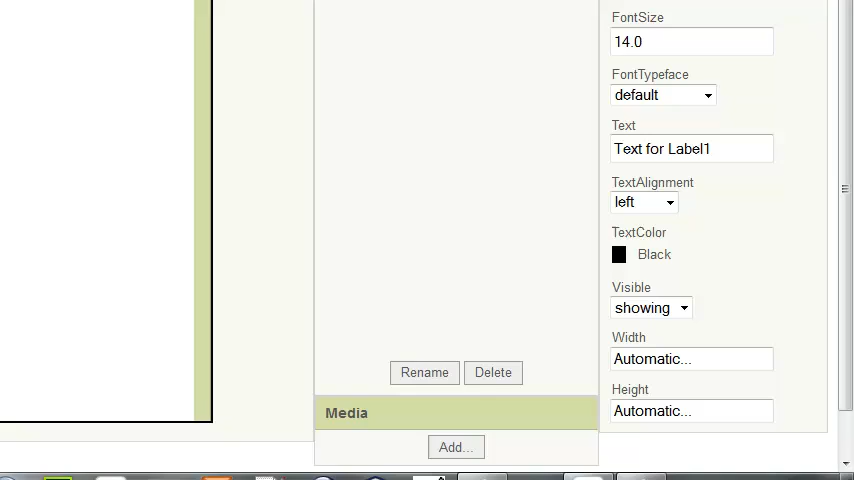 FontSize
14.0
FontTypeface
default
Text
Text for Label1
TextAlignment
left
TextColor
Black
Visible
showing
Width
Automatic...
Height
Automatic...
Rename Delete
Media
Add...